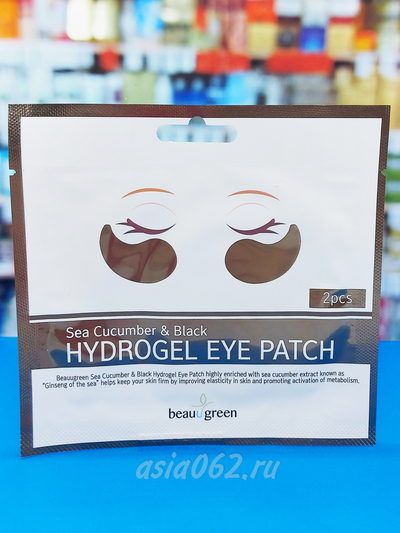 2pcs
Sea Cucumber & Black
HYDROGEL EYE PATCH
Beauugreen Sea Cucumber & Black Hydrogel Eye Patch highly enriched with sea cucumber extract known as
"Ginseng of the sea" helps keep your skin firm by improving elasticity in skin and promoting activation of metabolism.
beauugreen
asia062.ru